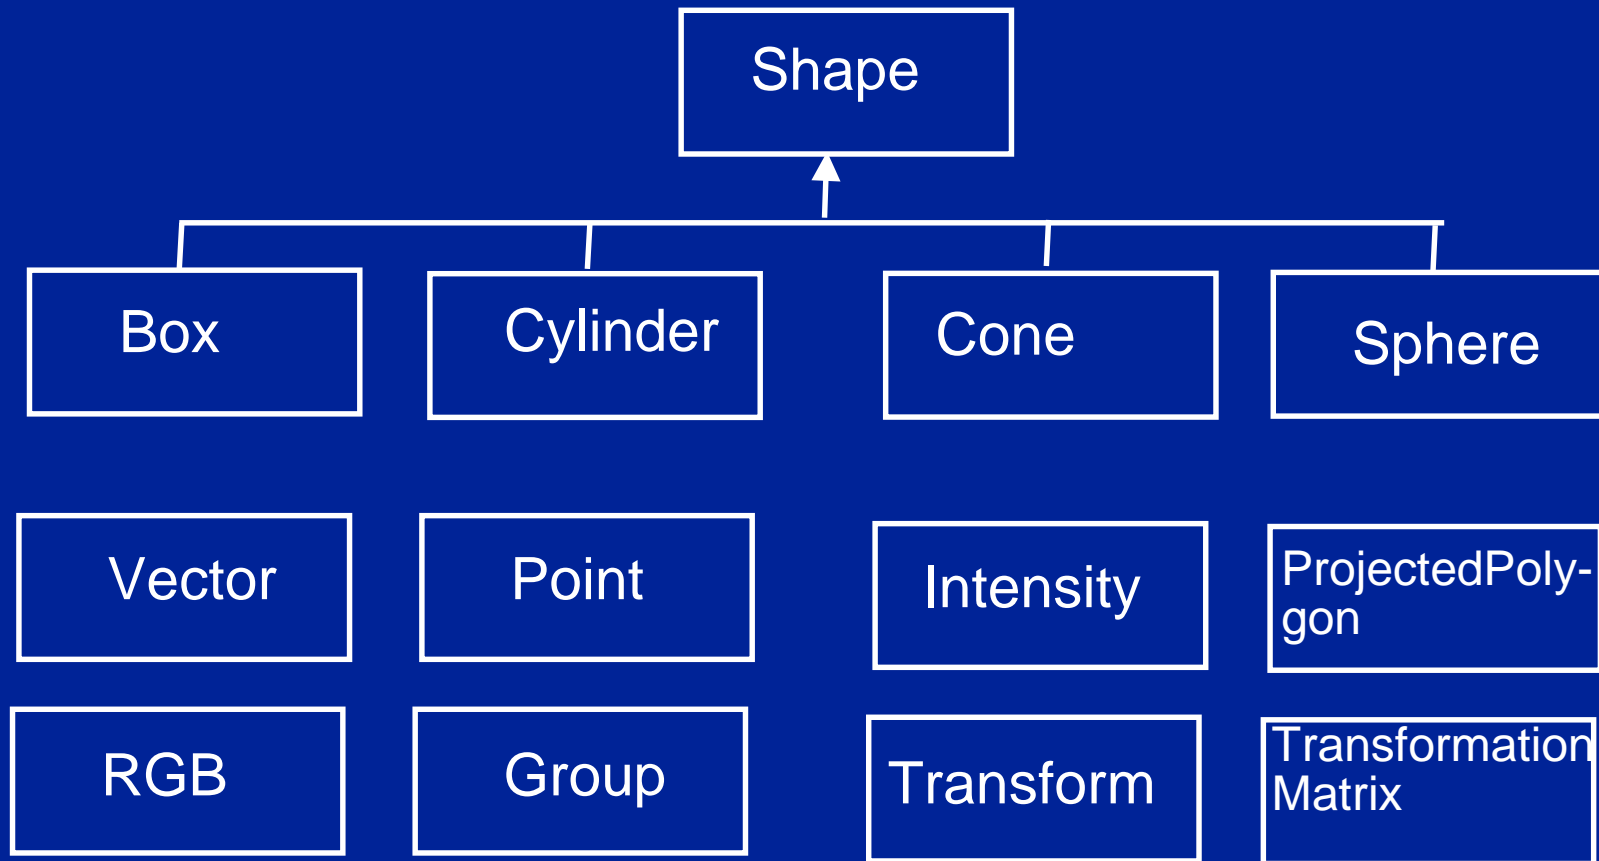 Shape
Box
Cylinder
Cone
Sphere
Vector
Point
Intensity
ProjectedPoly-
gon
RGB
Group
Transform
Transformation
Matrix